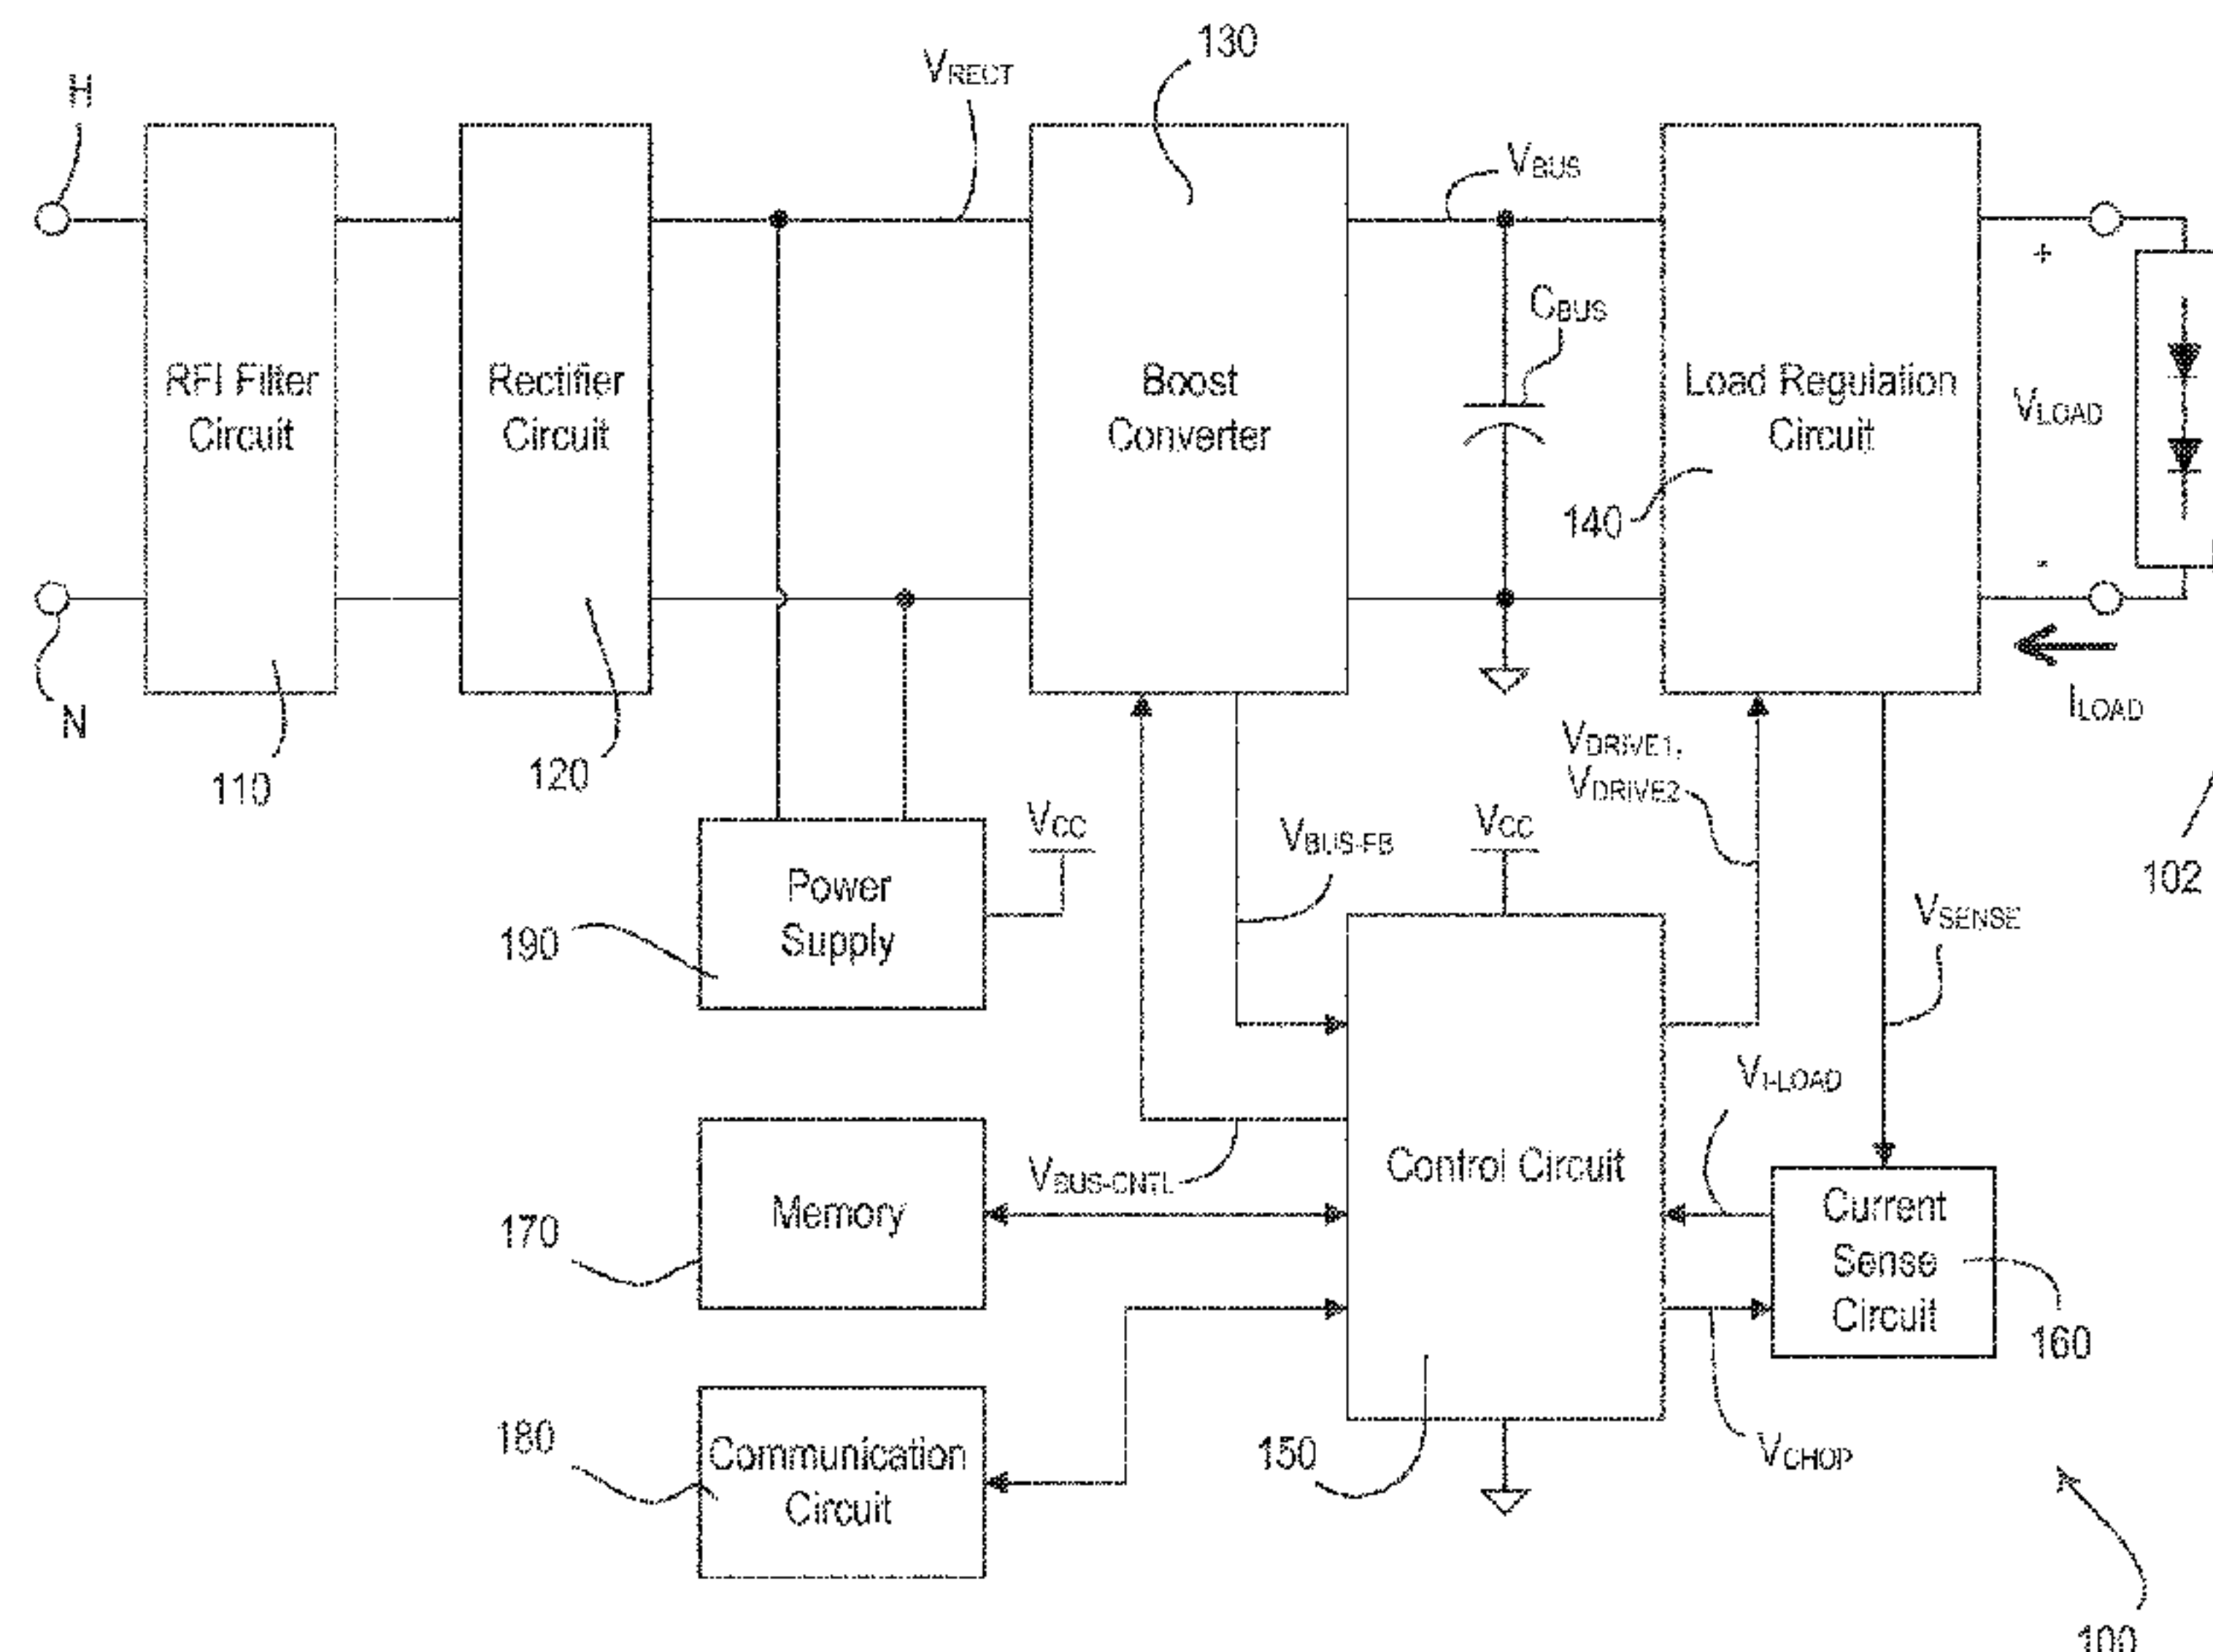 130
H
VRECT
VBUS
+
CBUS
RFI Filter
Circuit
Rectifier
Circuit
Boost
Converter
Load Regulation
Circuit
VLOAD
140
-
N
ILOAD
110
120
VDRIVE1,
VDRIVE2
VCC
VBUS-FB
VCC
102
Power
Supply
190
VSENSE
VI-LOAD
VBUS-CNTL
Control Circuit
Memory
170
Current
Sense
Circuit
160
180
Communication
Circuit
150
VCHOP
100